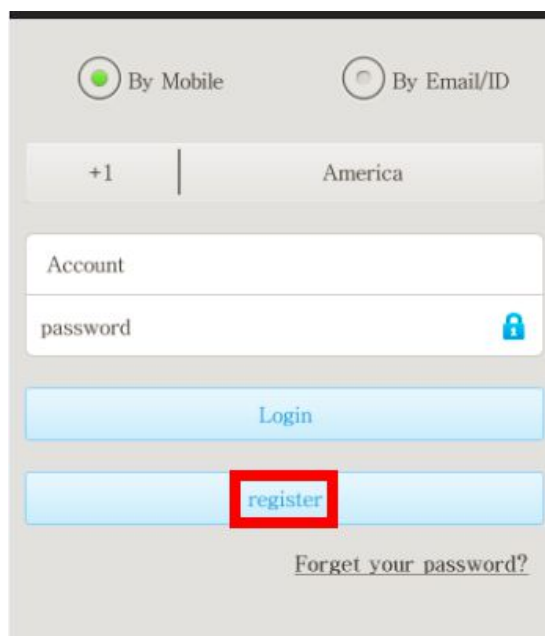 By Mobile By Email/ID
+1 America
Account
password
Login
register
Forget your password?